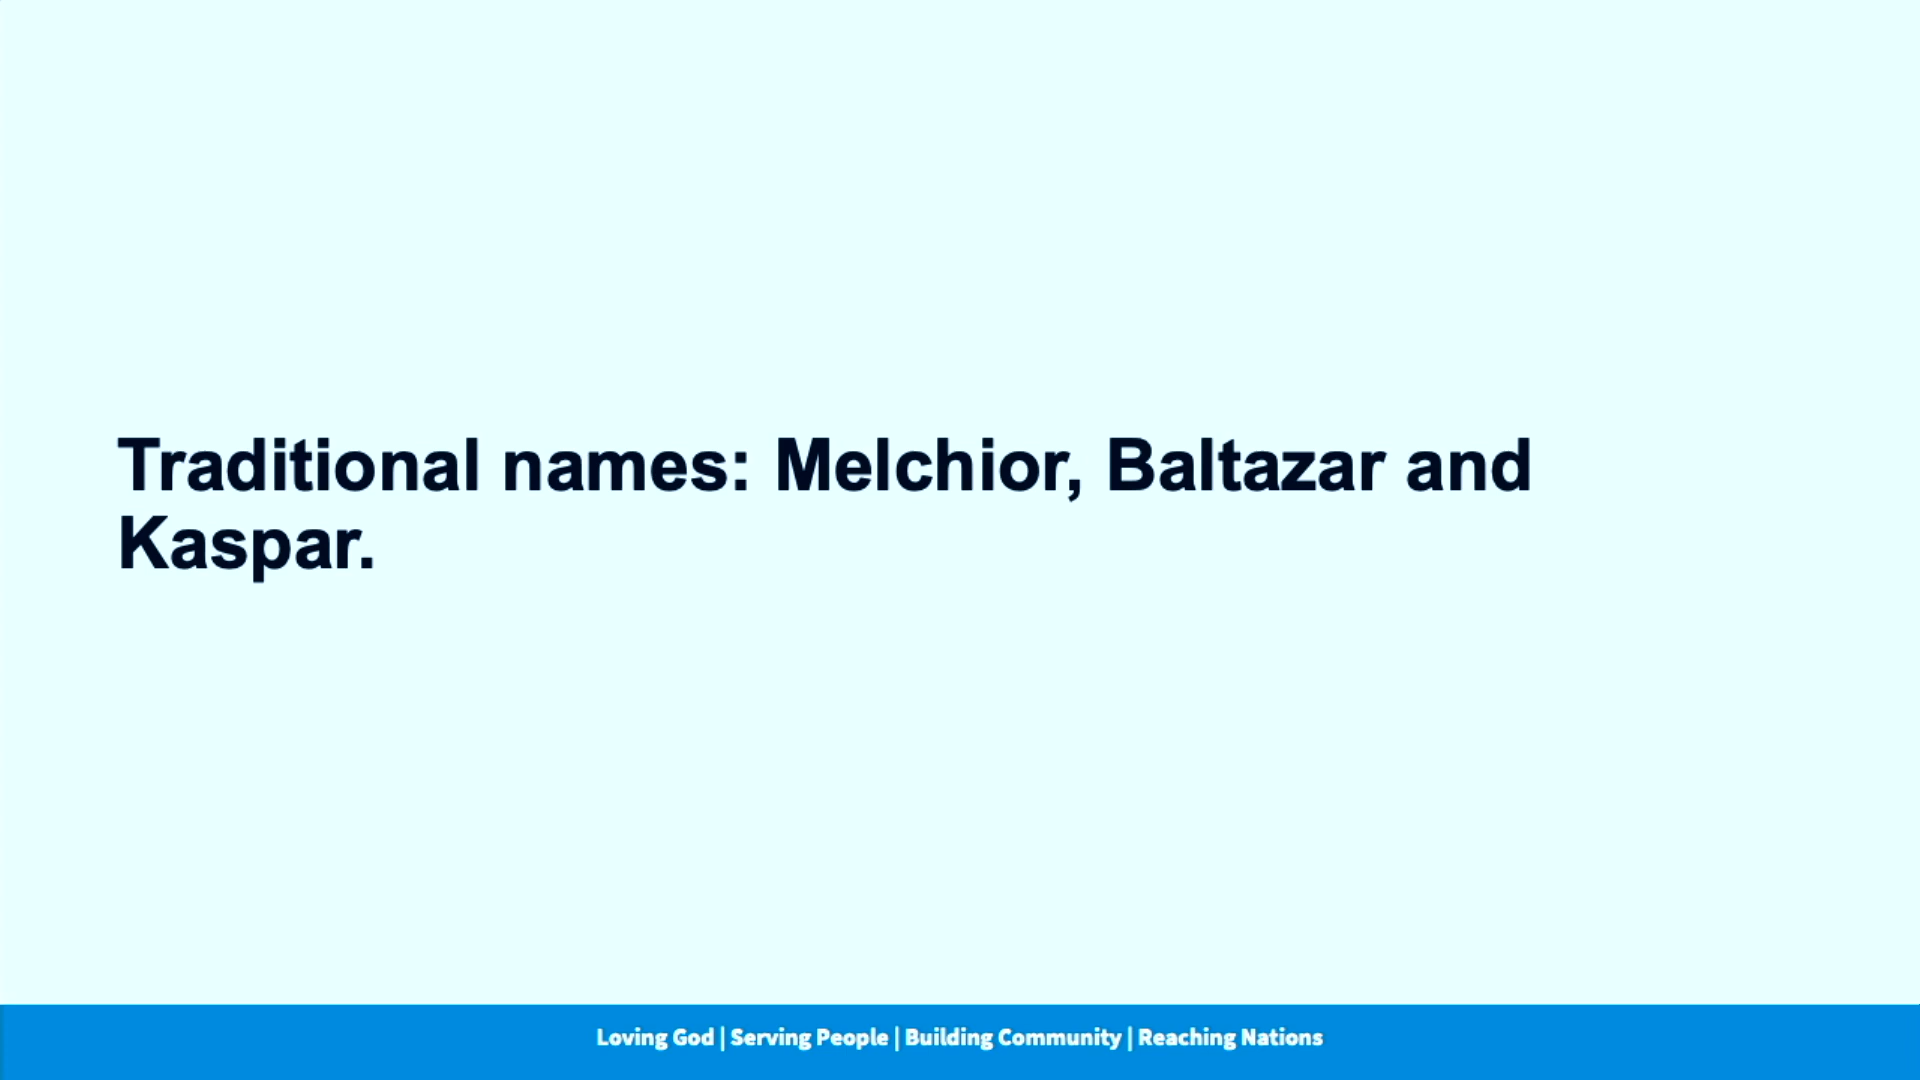 Traditional names: Melchior, Baltazar and
Kaspar.
Loving God | Serving People | Building Community | Reaching Nations